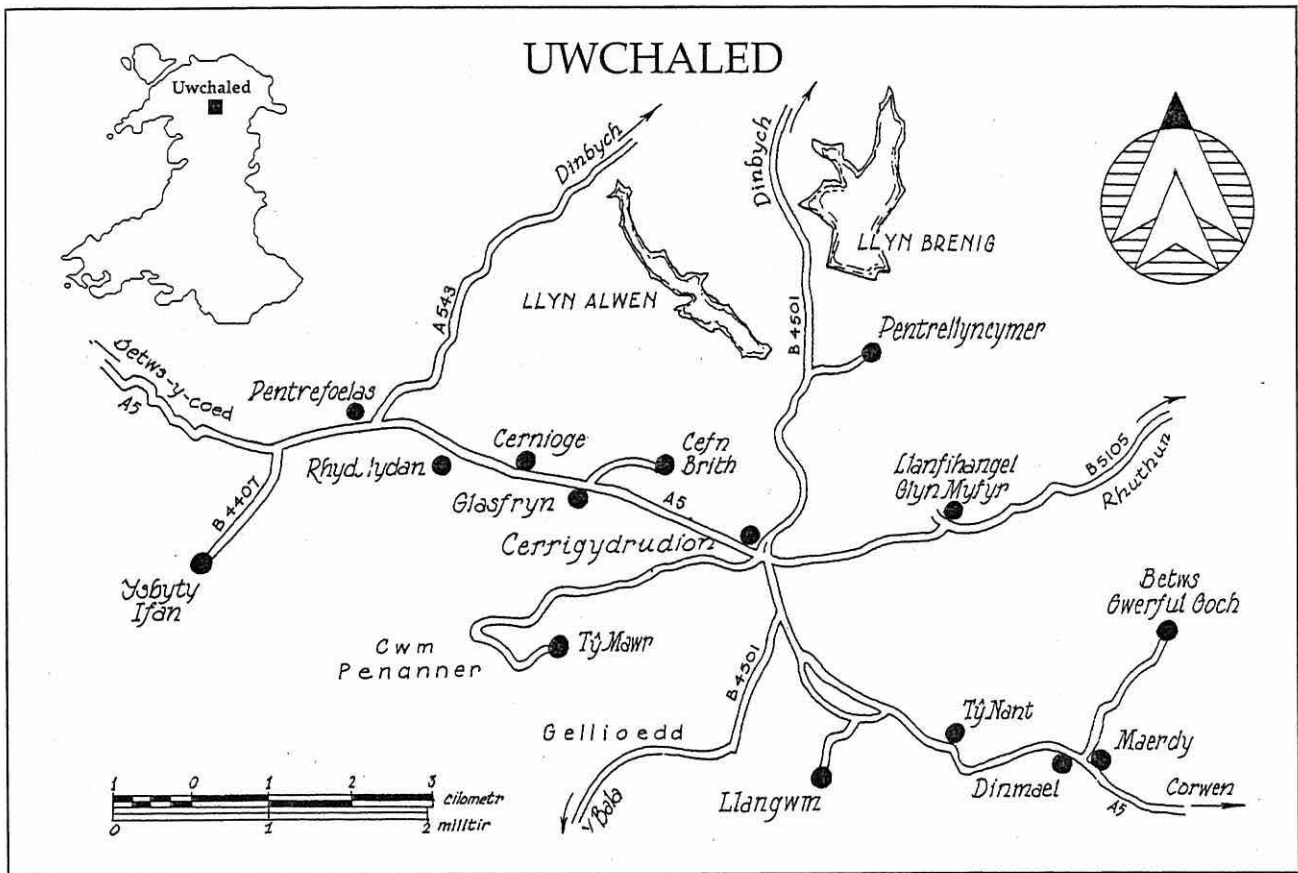 UWCHALED
Uwchaled
Dinbych
Dinbych
LLYN BRENIG
LLYN ALWEN
A543
B4501
Pentrellyncymer
Betws-y-coed
A5
Pentrefoelas
Cernioge
Cefn
Brith
Rhydlydan
Glasfryn
A5
Llanfihangel
Glyn Myfyr
B5105
Rhuthun
B4407
Cerrigydrudion
Ysbyty
Ifan
Betws
Gwerful Goch
Cwm
Penanner
Tŷ Mawr
B4501
Gellioedd
Tŷ Nant
Maerdy
Llangwm
Dinmael
A5
Corwen
Y Bala
1 0 1 2 3
cilometr
milltir
0 1 2